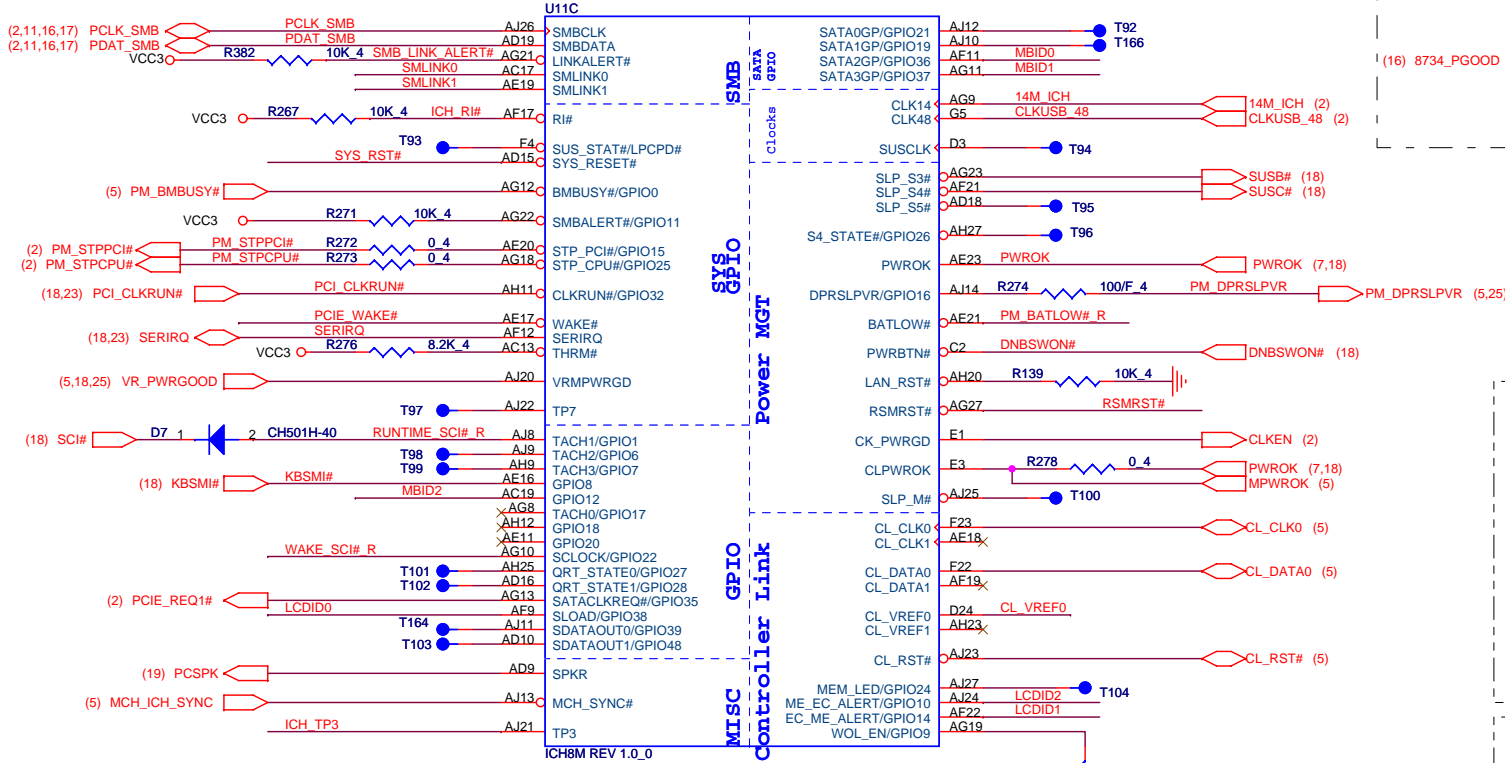 U11C
(2,11,16,17) PCLK_SMB PCLK_SMB AJ26 SMBCLK
(2,11,16,17) PDAT_SMB PDAT_SMB AD19 SMBDATA
VCC3 R382 10K_4 SMB_LINK_ALERT# AG21 LINKALERT#
SMLINK0 AC17 SMLINK0
SMLINK1 AE19 SMLINK1
VCC3 R267 10K_4 ICH_RI# AF17 RI#
T93 F4 SUS_STAT#/LPCPD#
SYS_RST# AD15 SYS_RESET#
(5) PM_BMBUSY# AG12 BMBUSY#/GPIO0
VCC3 R271 10K_4 AG22 SMBALERT#/GPIO11
(2) PM_STPPCI# PM_STPPCI# R272 0_4 AE20 STP_PCI#/GPIO15
(2) PM_STPCPU# PM_STPCPU# R273 0_4 AG18 STP_CPU#/GPIO25
(18,23) PCI_CLKRUN# PCI_CLKRUN# AH11 CLKRUN#/GPIO32
PCIE_WAKE# AE17 WAKE#
(18,23) SERIRQ SERIRQ AF12 SERIRQ
VCC3 R276 8.2K_4 AC13 THRM#
(5,18,25) VR_PWRGOOD AJ20 VRMPWRGD
T97 AJ22 TP7
(18) SCI# D7 1 2 CH501H-40 RUNTIME_SCI#_R AJ8 TACH1/GPIO1
T98 AJ9 TACH2/GPIO6
T99 AH9 TACH3/GPIO7
(18) KBSMI# KBSMI# AE16 GPIO8
MBID2 AC19 GPIO12
AG8 TACH0/GPIO17
AH12 GPIO18
AE11 GPIO20
WAKE_SCI#_R AG10 SCLOCK/GPIO22
T101 AH25 QRT_STATE0/GPIO27
T102 AD16 QRT_STATE1/GPIO28
(2) PCIE_REQ1# AG13 SATACLKREQ#/GPIO35
LCDID0 AF9 SLOAD/GPIO38
T164 AJ11 SDATAOUT0/GPIO39
T103 AD10 SDATAOUT1/GPIO48
(19) PCSPK AD9 SPKR
(5) MCH_ICH_SYNC AJ13 MCH_SYNC#
ICH_TP3 AJ21 TP3
ICH8M REV 1.0_0
SMB
SATA
GPIO
Clocks
SYS
GPIO
Power MGT
GPIO
Controller Link
MISC
SATA0GP/GPIO21 AJ12 T92
SATA1GP/GPIO19 AJ10 T166
SATA2GP/GPIO36 AF11 MBID0
SATA3GP/GPIO37 AG11 MBID1
CLK14 AG9 14M_ICH 14M_ICH (2)
CLK48 G5 CLKUSB_48 CLKUSB_48 (2)
SUSCLK D3 T94
SLP_S3# AG23 SUSB# (18)
SLP_S4# AF21 SUSC# (18)
SLP_S5# AD18 T95
S4_STATE#/GPIO26 AH27 T96
PWROK AE23 PWROK PWROK (7,18)
DPRSLPVR/GPIO16 AJ14 R274 100/F_4 PM_DPRSLPVR PM_DPRSLPVR (5,25)
BATLOW# AE21 PM_BATLOW#_R
PWRBTN# C2 DNBSWON# DNBSWON# (18)
LAN_RST# AH20 R139 10K_4
RSMRST# AG27 RSMRST#
CK_PWRGD E1 CLKEN (2)
CLPWROK E3 R278 0_4 PWROK (7,18)
MPWROK (5)
SLP_M# AJ25 T100
CL_CLK0 F23 CL_CLK0 (5)
CL_CLK1 AE18
CL_DATA0 F22 CL_DATA0 (5)
CL_DATA1 AF19
CL_VREF0 D24 CL_VREF0
CL_VREF1 AH23
CL_RST# AJ23 CL_RST# (5)
MEM_LED/GPIO24 AJ27 T104
ME_EC_ALERT/GPIO10 AJ24 LCDID2
EC_ME_ALERT/GPIO14 AF22 LCDID1
WOL_EN/GPIO9 AG19
(16) 8734_PGOOD